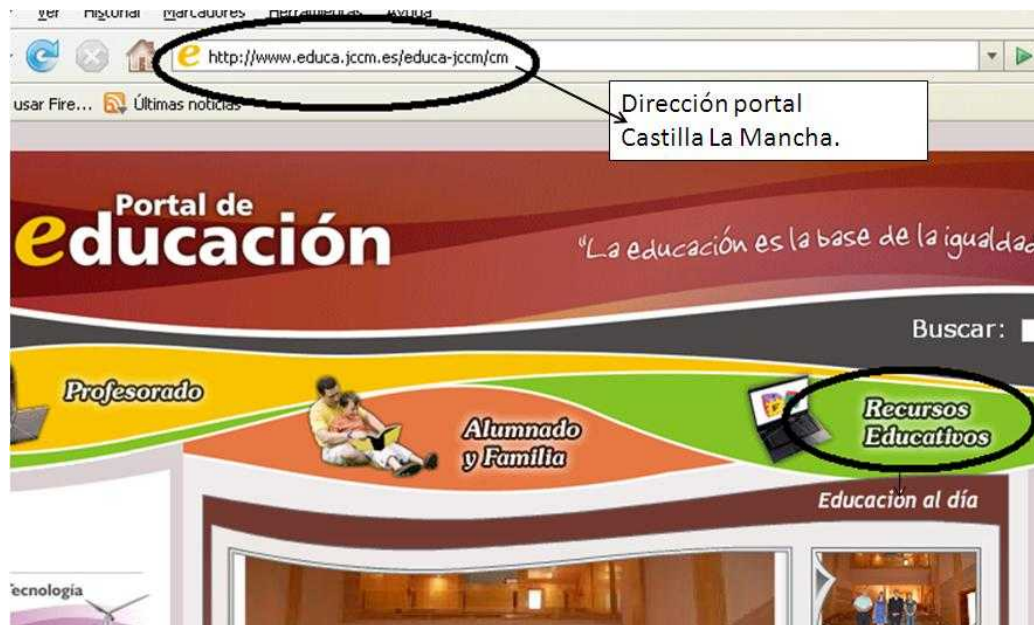 Ver Historial Marcadores Herramientas Ayuda
http://www.educa.jccm.es/educa-jccm/cm
usar Fire... Últimas noticias
Dirección portal
Castilla La Mancha.
Portal de
educación
"La educación es la base de la igualdad
Buscar:
Profesorado
Alumnado
y Familia
Recursos
Educativos
Educación al día
Tecnología